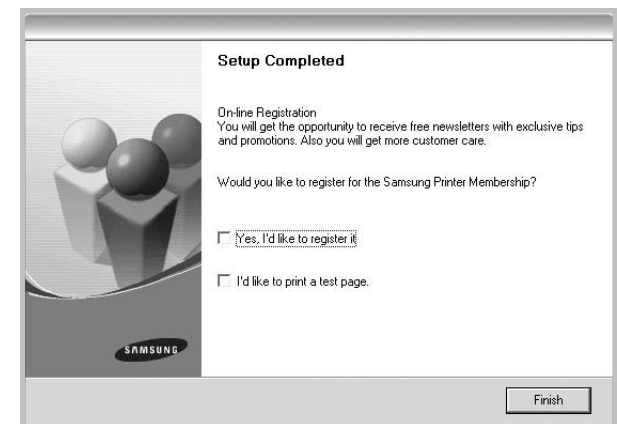 Setup Completed
On-line Registration
You will get the opportunity to receive free newsletters with exclusive tips
and promotions. Also you will get more customer care.
Would you like to register for the Samsung Printer Membership?
Yes, I'd like to register it
I'd like to print a test page.
SAMSUNG
Finish